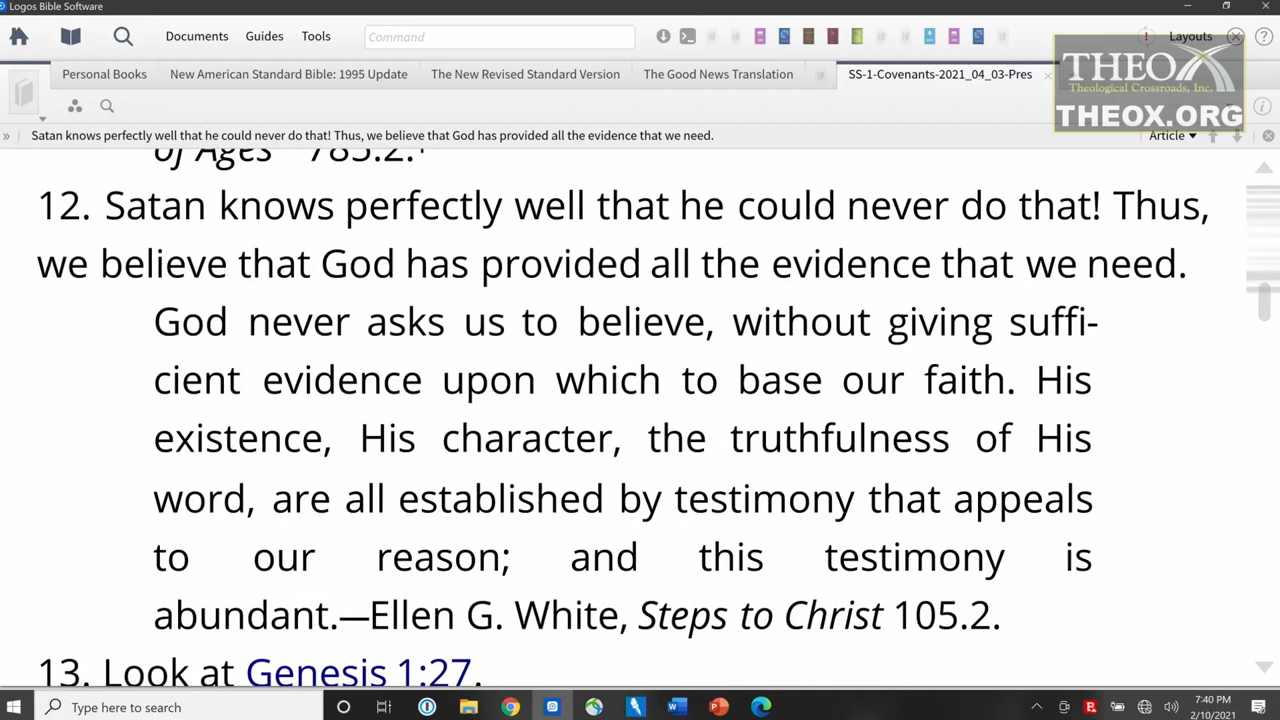 Logos Bible Software
Documents Guides Tools Command Layouts
Personal Books New American Standard Bible: 1995 Update The New Revised Standard Version The Good News Translation SS-1-Covenants-2021_04_03-Pres
THEOX
Theological Crossroads, Inc.
THEOX.ORG
» Satan knows perfectly well that he could never do that! Thus, we believe that God has provided all the evidence that we need. Article
of Ages 785.2.
12. Satan knows perfectly well that he could never do that! Thus,
we believe that God has provided all the evidence that we need.
God never asks us to believe, without giving suffi-
cient evidence upon which to base our faith. His
existence, His character, the truthfulness of His
word, are all established by testimony that appeals
to our reason; and this testimony is
abundant.—Ellen G. White, Steps to Christ 105.2.
13. Look at Genesis 1:27.
Type here to search
7:40 PM
2/10/2021